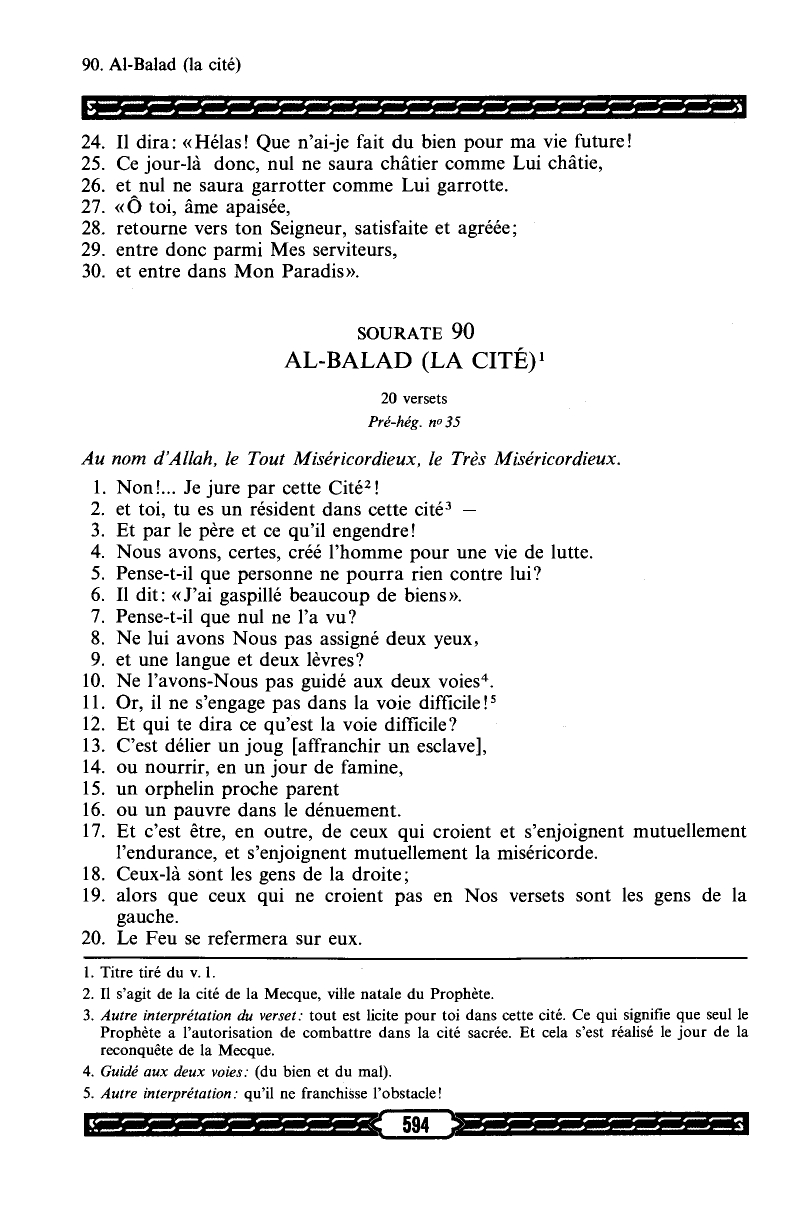 90. Al-Balad (la cité)
24. Il dira: «Hélas! Que n'ai-je fait du bien pour ma vie future!
25. Ce jour-là donc, nul ne saura châtier comme Lui châtie,
26. et nul ne saura garrotter comme Lui garrotte.
27. «Ô toi, âme apaisée,
28. retourne vers ton Seigneur, satisfaite et agréée;
29. entre donc parmi Mes serviteurs,
30. et entre dans Mon Paradis».
SOURATE 90
AL-BALAD (LA CITÉ)¹
20 versets
Pré-hég. nº 35
Au nom d'Allah, le Tout Miséricordieux, le Très Miséricordieux.
1. Non!... Je jure par cette Cité²!
2. et toi, tu es un résident dans cette cité³ —
3. Et par le père et ce qu'il engendre!
4. Nous avons, certes, créé l'homme pour une vie de lutte.
5. Pense-t-il que personne ne pourra rien contre lui?
6. Il dit: «J'ai gaspillé beaucoup de biens».
7. Pense-t-il que nul ne l'a vu?
8. Ne lui avons Nous pas assigné deux yeux,
9. et une langue et deux lèvres?
10. Ne l'avons-Nous pas guidé aux deux voies⁴.
11. Or, il ne s'engage pas dans la voie difficile!⁵
12. Et qui te dira ce qu'est la voie difficile?
13. C'est délier un joug [affranchir un esclave],
14. ou nourrir, en un jour de famine,
15. un orphelin proche parent
16. ou un pauvre dans le dénuement.
17. Et c'est être, en outre, de ceux qui croient et s'enjoignent mutuellement
l'endurance, et s'enjoignent mutuellement la miséricorde.
18. Ceux-là sont les gens de la droite;
19. alors que ceux qui ne croient pas en Nos versets sont les gens de la
gauche.
20. Le Feu se refermera sur eux.
1. Titre tiré du v. 1.
2. Il s'agit de la cité de la Mecque, ville natale du Prophète.
3. Autre interprétation du verset: tout est licite pour toi dans cette cité. Ce qui signifie que seul le
Prophète a l'autorisation de combattre dans la cité sacrée. Et cela s'est réalisé le jour de la
reconquête de la Mecque.
4. Guidé aux deux voies: (du bien et du mal).
5. Autre interprétation: qu'il ne franchisse l'obstacle!
594